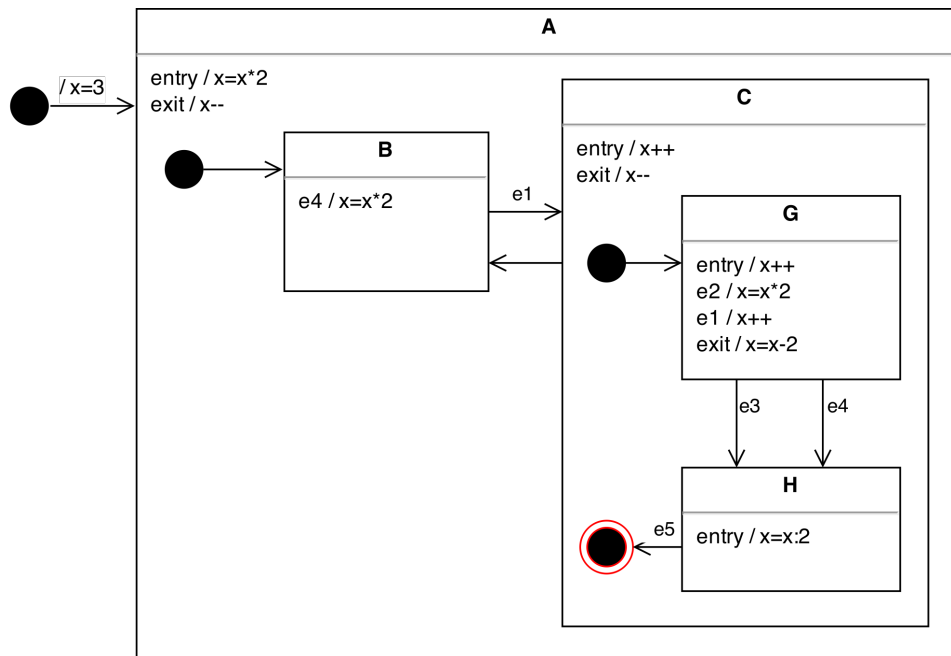 A
/ x=3
entry / x=x*2
exit / x--
B
e4 / x=x*2
e1
C
entry / x++
exit / x--
G
entry / x++
e2 / x=x*2
e1 / x++
exit / x=x-2
e3
e4
H
entry / x=x:2
e5